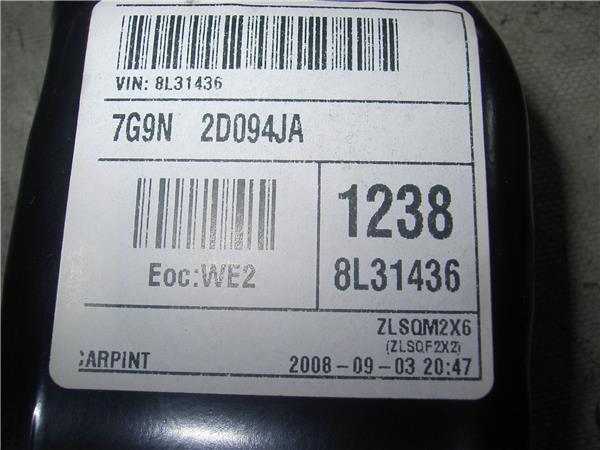 VIN: 8L31436
7G9N 2D094JA
Eoc:WE2
1238
8L31436
ZLSQM2X6
(ZLSQF2X2)
CARPINT
2008-09-03 20:47